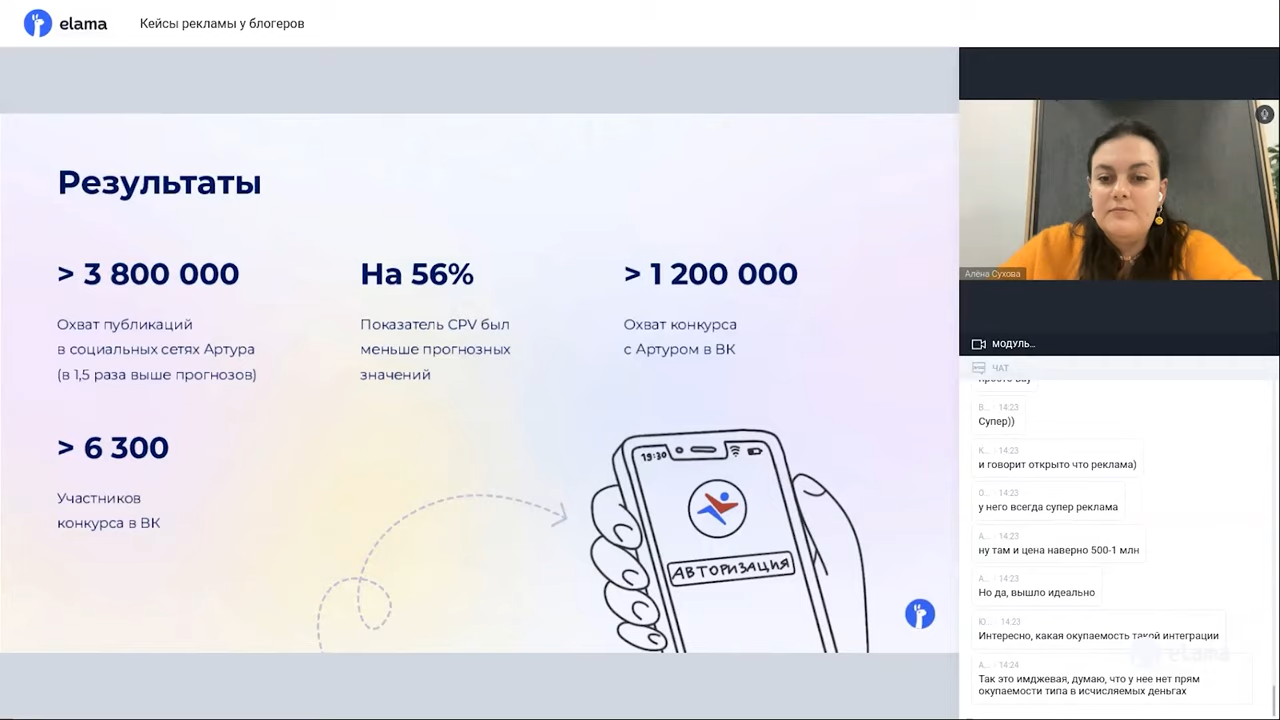 elama
Кейсы рекламы у блогеров
Результаты
> 3 800 000
Охват публикаций
в социальных сетях Артура
(в 1,5 раза выше прогнозов)
На 56%
Показатель CPV был
меньше прогнозных
значений
> 1 200 000
Охват конкурса
с Артуром в ВК
> 6 300
Участников
конкурса в ВК
19:30
АВТОРИЗАЦИЯ
Алёна Сухова
МОДУЛЬ...
ЧАТ
В... · 14:23
Супер))
К... · 14:23
и говорит открыто что реклама)
О... · 14:23
у него всегда супер реклама
А... · 14:23
ну там и цена наверно 500-1 млн
А... · 14:23
Но да, вышло идеально
Ю... · 14:23
Интересно, какая окупаемость такой интеграции
А... · 14:24
Так это имджевая, думаю, что у нее нет прям
окупаемости типа в исчисляемых деньгах
elama